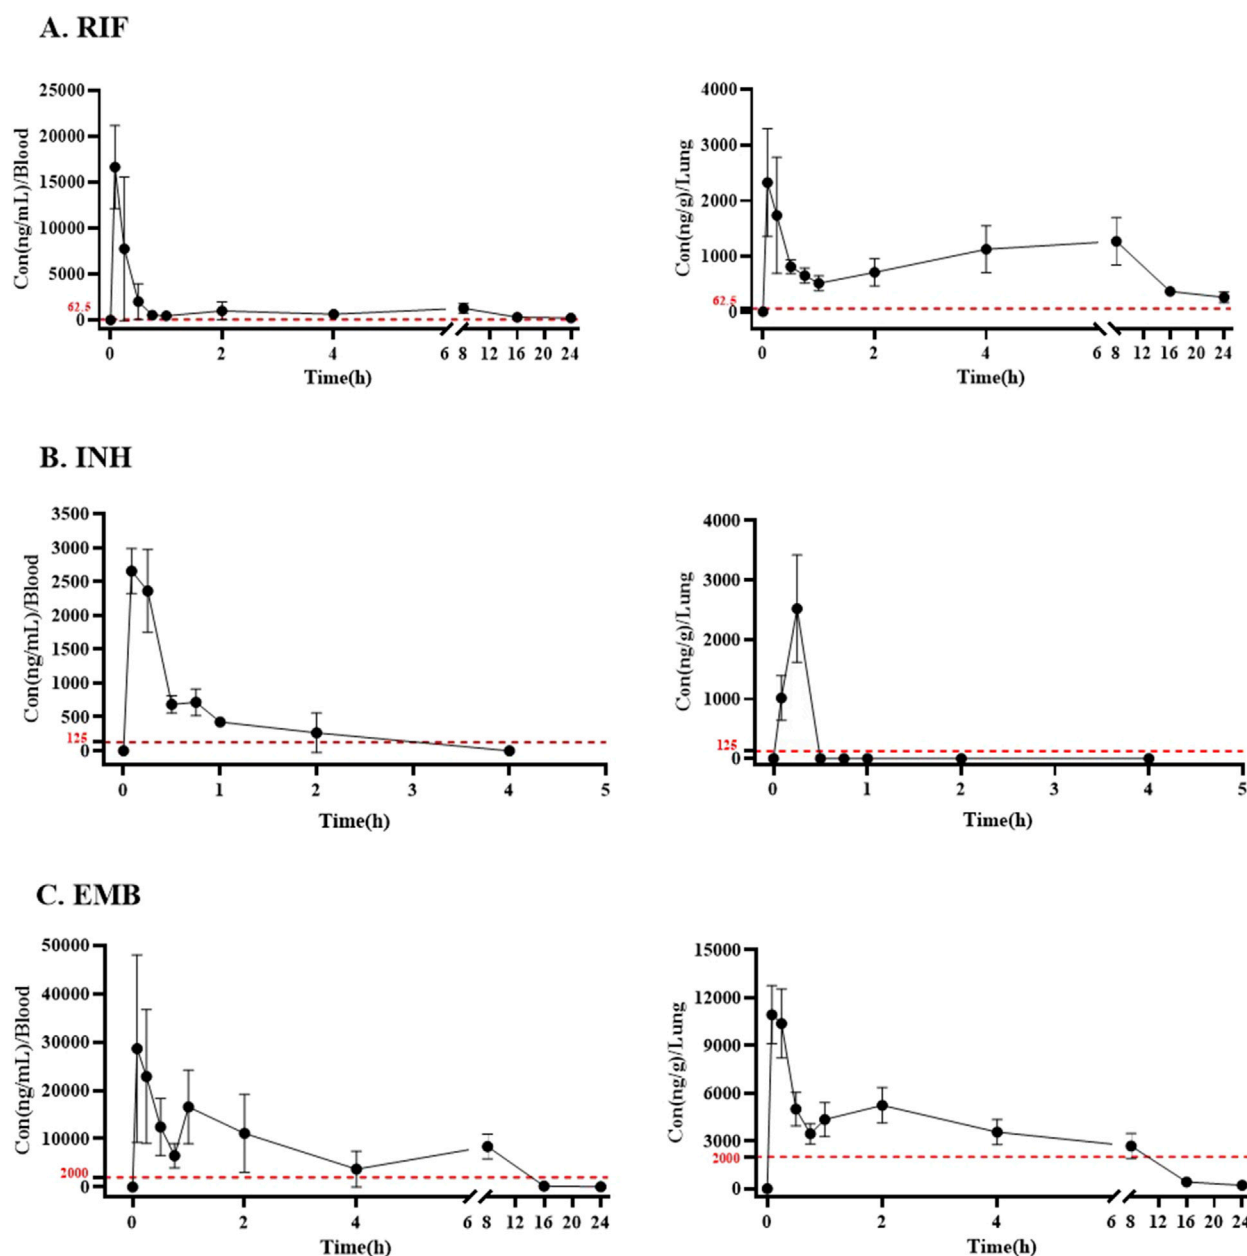 A. RIF
Con(ng/mL)/Blood
25000
20000
15000
10000
5000
62.5
0
0 2 4 6 8 12 16 20 24
Time(h)
Con(ng/g)/Lung
4000
3000
2000
1000
62.5
0
0 2 4 6 8 12 16 20 24
Time(h)
B. INH
Con(ng/mL)/Blood
3500
3000
2500
2000
1500
1000
500
125
0
0 1 2 3 4 5
Time(h)
Con(ng/g)/Lung
4000
3000
2000
1000
125
0
0 1 2 3 4 5
Time(h)
C. EMB
Con(ng/mL)/Blood
50000
40000
30000
20000
10000
2000
0
0 2 4 6 8 12 16 20 24
Time(h)
Con(ng/g)/Lung
15000
12000
9000
6000
3000
2000
0
0 2 4 6 8 12 16 20 24
Time(h)